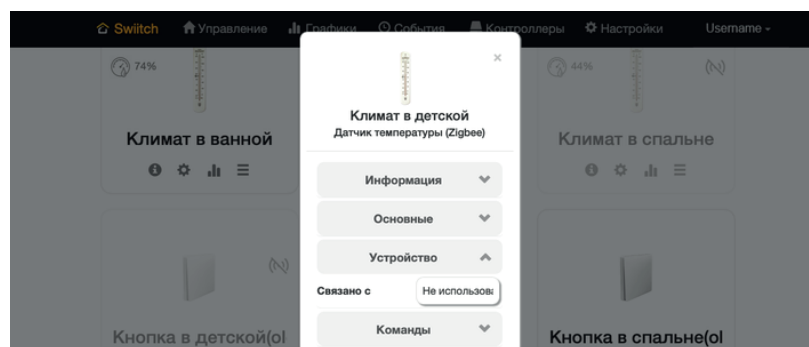 Swiitch Управление Графики События Контроллеры Настройки Username
74%
44%
×
Климат в детской
Датчик температуры (Zigbee)
Климат в ванной
Климат в спальне
Информация
Основные
Устройство
Связано с Не использова
Команды
Кнопка в детской(ol
Кнопка в спальне(ol